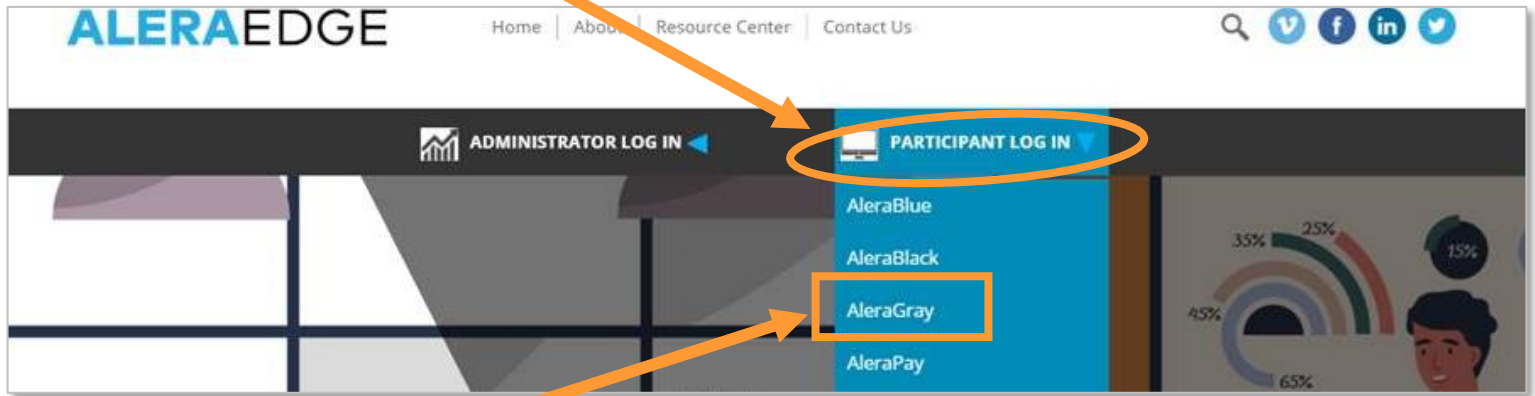 ALERAEDGE
Home | About | Resource Center | Contact Us
ADMINISTRATOR LOG IN
PARTICIPANT LOG IN
AleraBlue
AleraBlack
AleraGray
AleraPay
35%
25%
15%
45%
65%